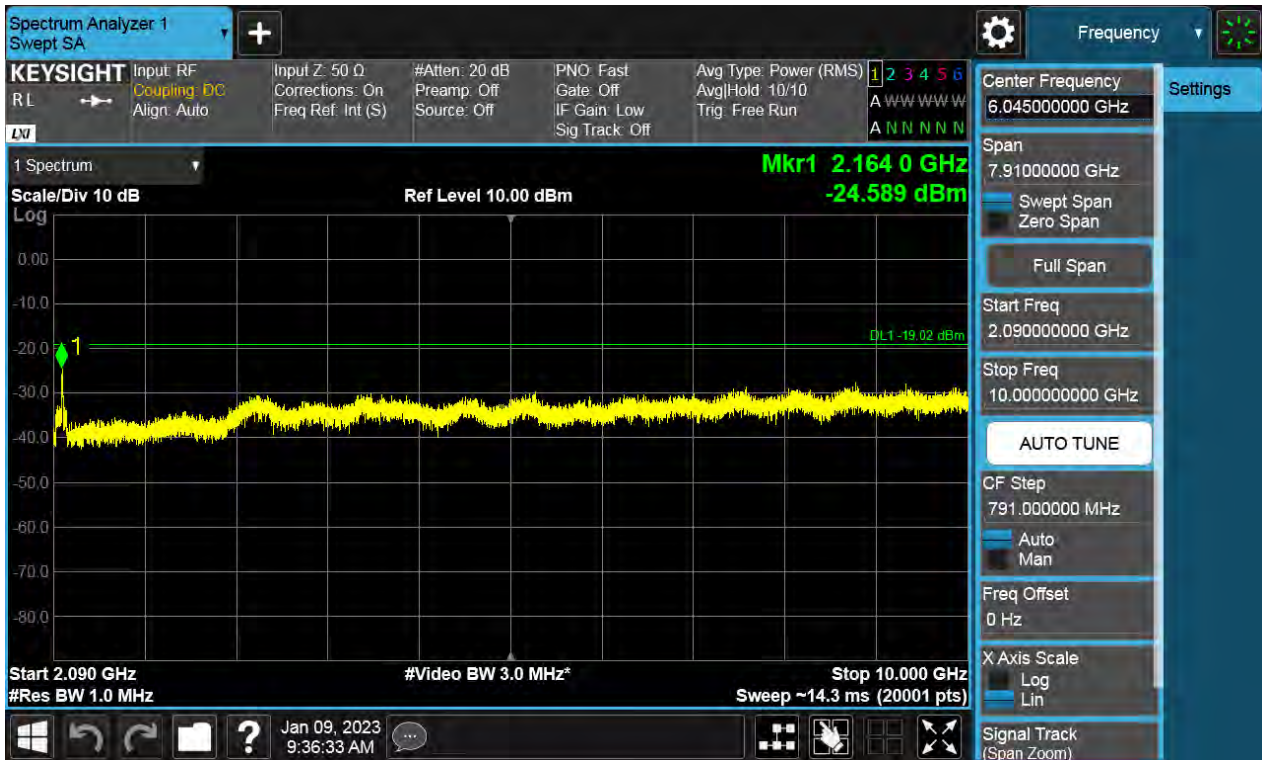 Spectrum Analyzer 1
Swept SA
+
Frequency
KEYSIGHT
RL
LXI
Input: RF
Coupling: DC
Align: Auto
Input Z: 50 Ω
Corrections: On
Freq Ref: Int (S)
#Atten: 20 dB
Preamp: Off
Source: Off
PNO: Fast
Gate: Off
IF Gain: Low
Sig Track: Off
Avg Type: Power (RMS)
Avg|Hold: 10/10
Trig: Free Run
1 2 3 4 5 6
A W W W W W
A N N N N N
1 Spectrum
Scale/Div 10 dB
Log
Ref Level 10.00 dBm
Mkr1 2.164 0 GHz
-24.589 dBm
0.00
-10.0
-20.0
-30.0
-40.0
-50.0
-60.0
-70.0
-80.0
1
DL1 -19.02 dBm
Start 2.090 GHz
#Res BW 1.0 MHz
#Video BW 3.0 MHz*
Stop 10.000 GHz
Sweep ~14.3 ms (20001 pts)
Center Frequency
6.045000000 GHz
Settings
Span
7.91000000 GHz
Swept Span
Zero Span
Full Span
Start Freq
2.090000000 GHz
Stop Freq
10.000000000 GHz
AUTO TUNE
CF Step
791.000000 MHz
Auto
Man
Freq Offset
0 Hz
X Axis Scale
Log
Lin
Signal Track
(Span Zoom)
?
Jan 09, 2023
9:36:33 AM